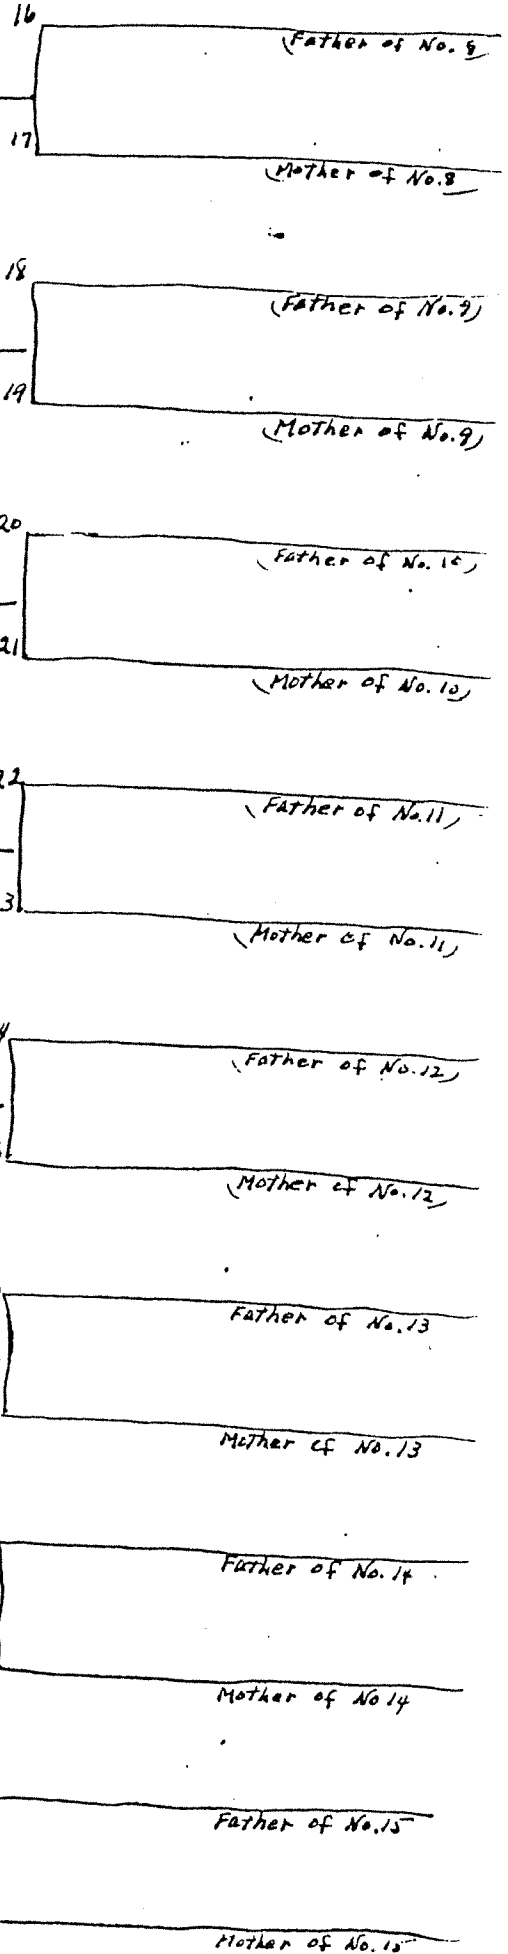 16
(Father of No. 8)
17
(Mother of No.8)
18
(Father of No.9)
19
(Mother of No.9)
20
(Father of No. 10)
21
(Mother of No. 10)
22
(Father of No.11)
3
(Mother of No.11)
4
(Father of No.12)
(Mother of No.12)
Father of No.13
Mother of No.13
Father of No.14
Mother of No 14
Father of No.15
Mother of No.15